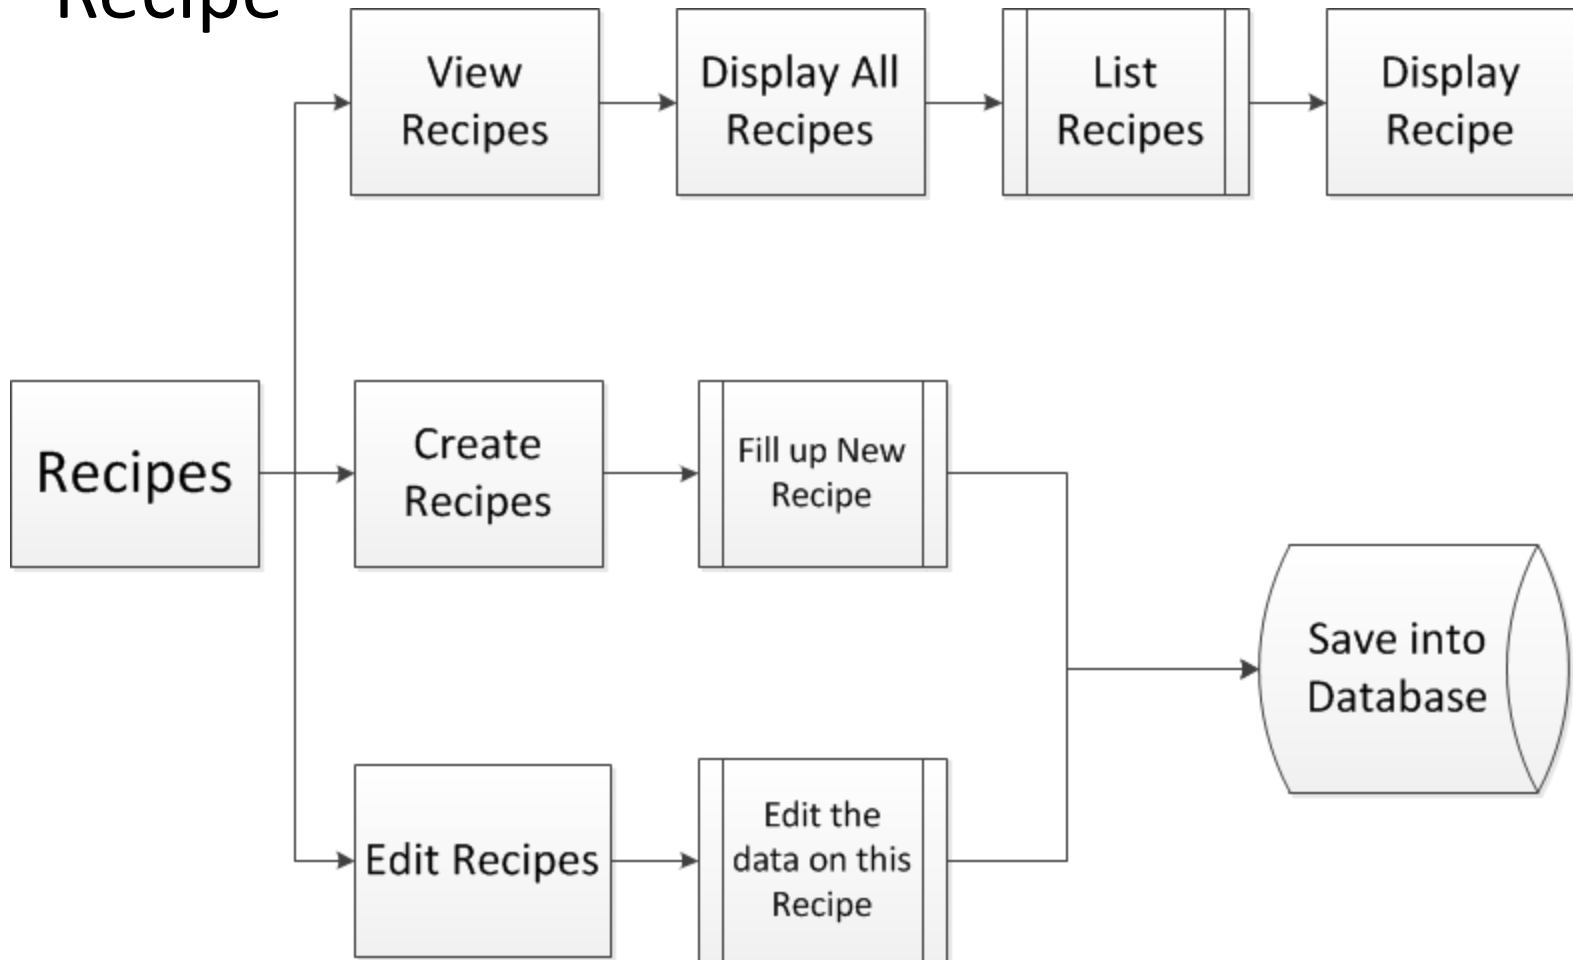 Recipe
View
Recipes
Display All
Recipes
List
Recipes
Display
Recipe
Recipes
Create
Recipes
Fill up New
Recipe
Save into
Database
Edit Recipes
Edit the
data on this
Recipe